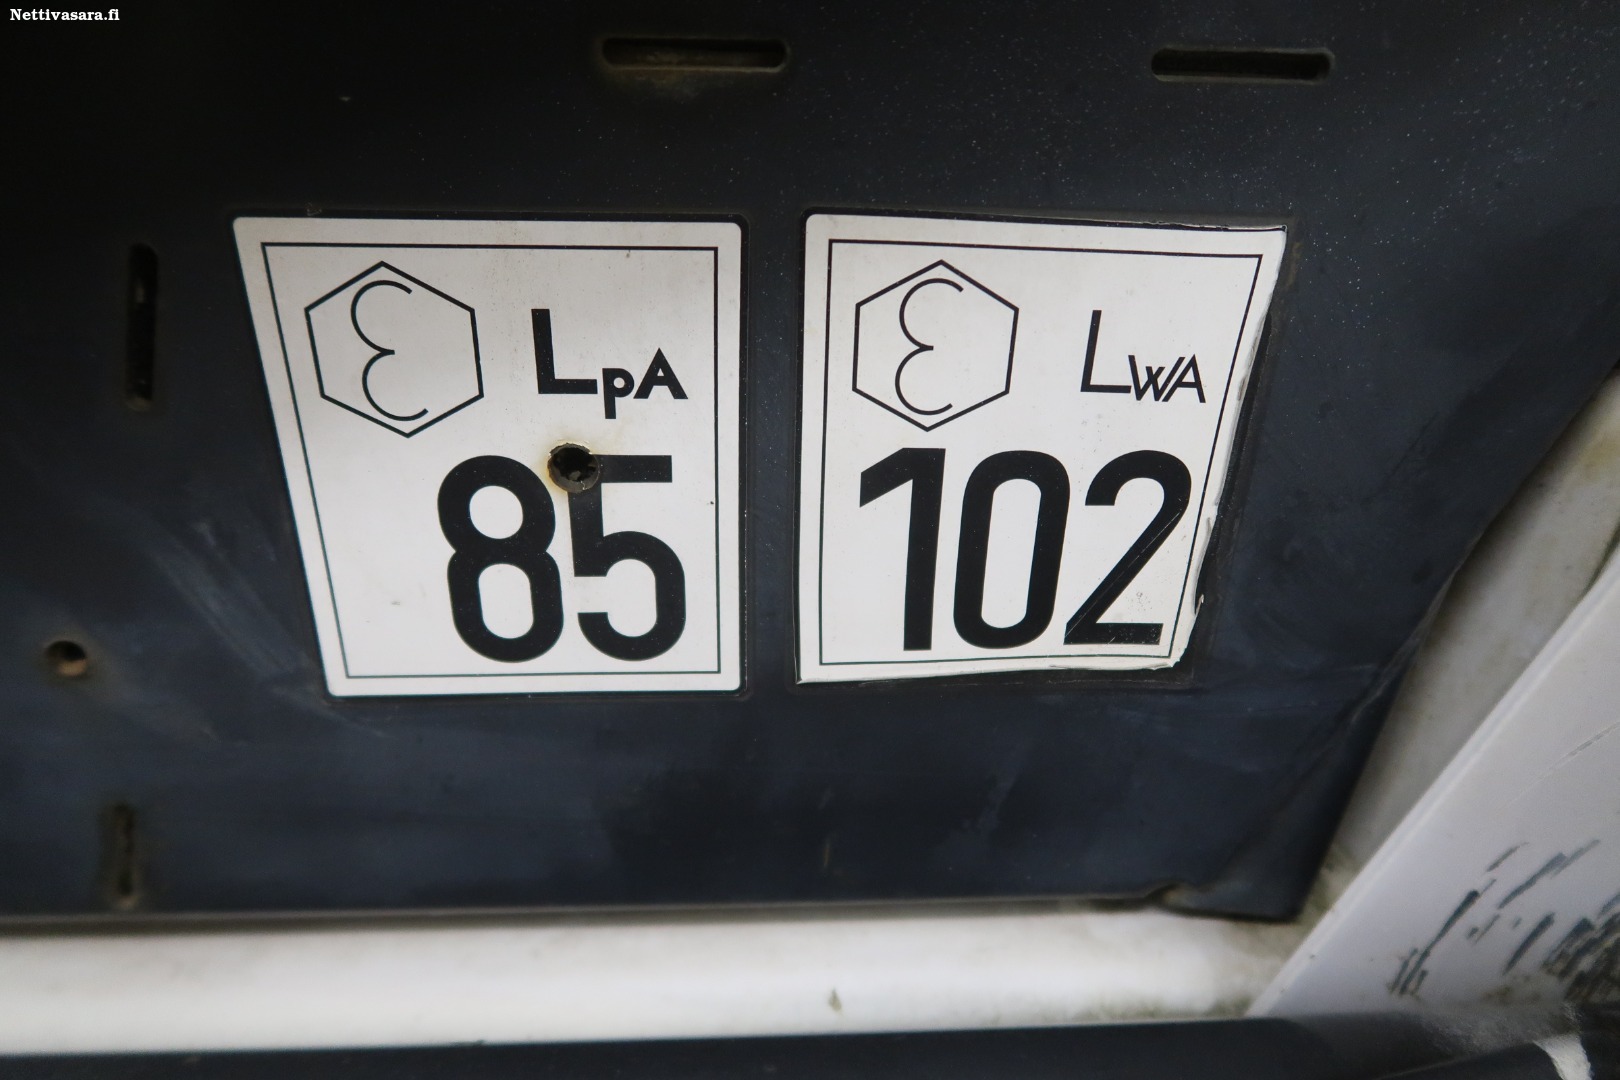 Nettivasara.fi
ε LpA
85
ε LWA
102